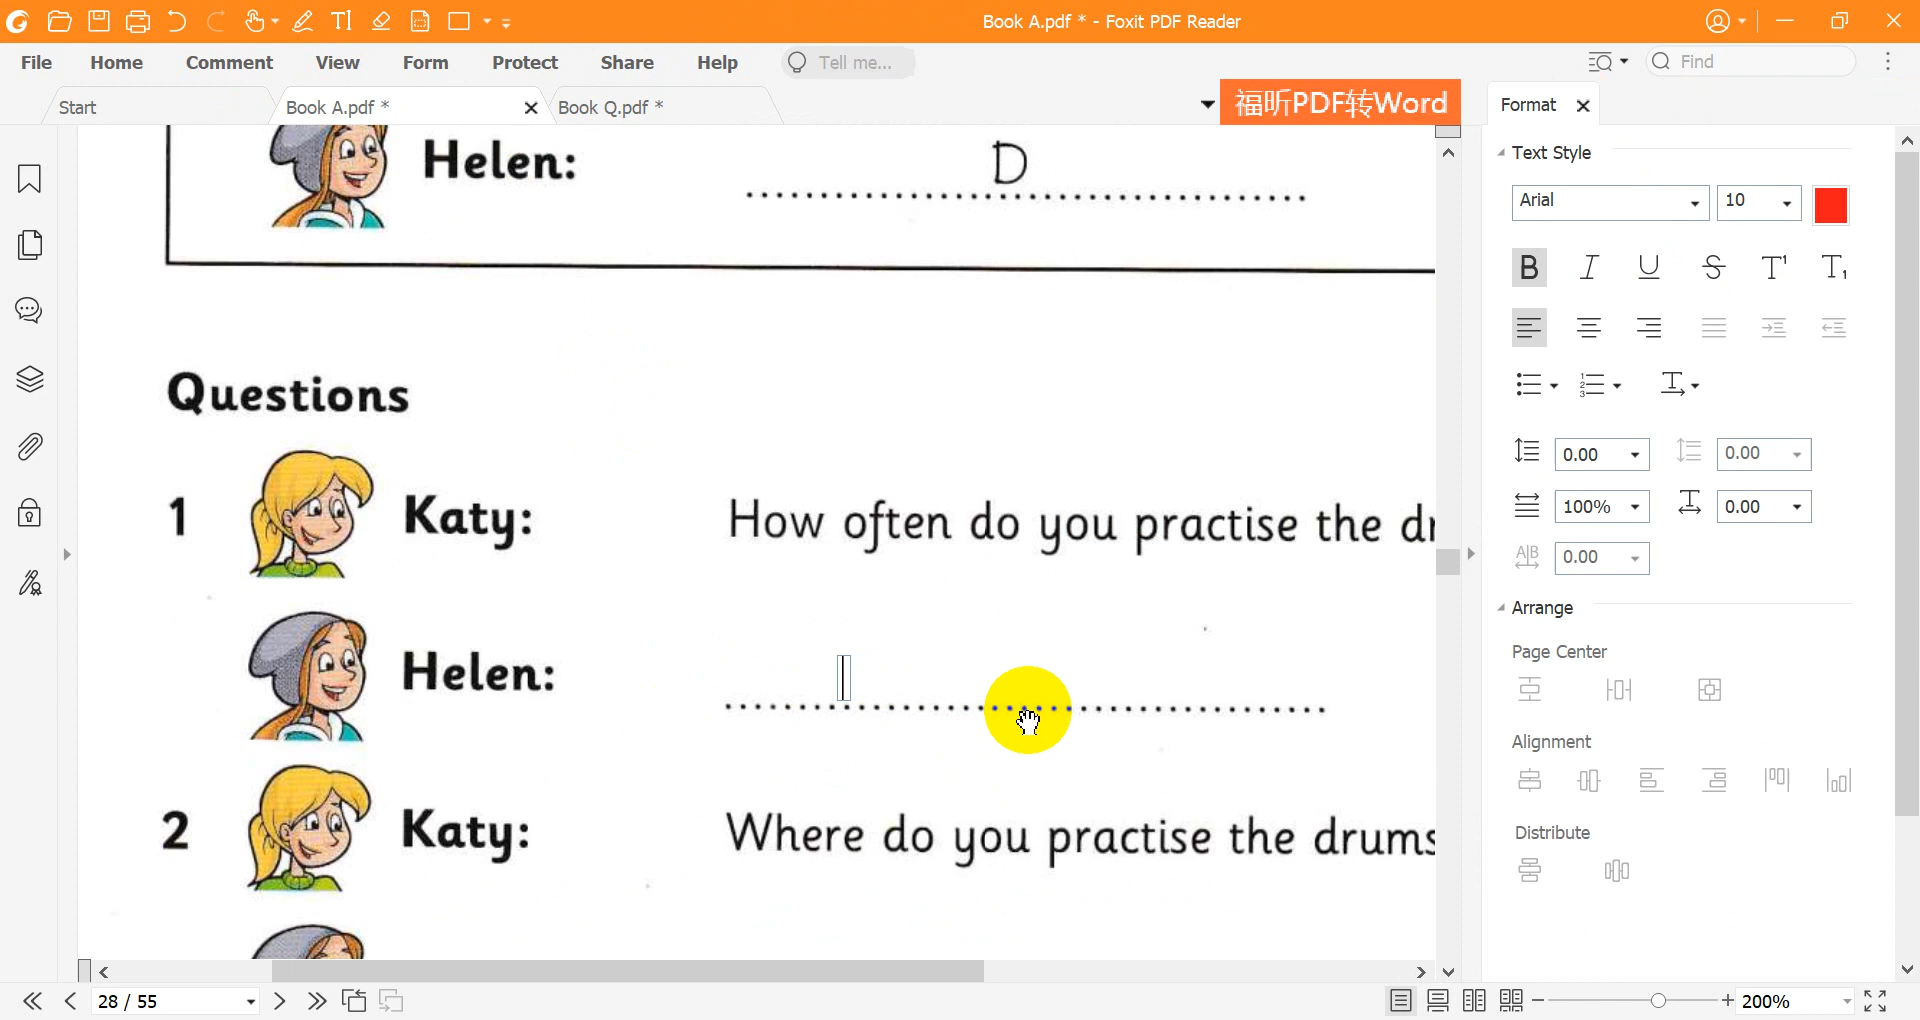 Book A.pdf * - Foxit PDF Reader
File Home Comment View Form Protect Share Help Tell me... Find
Start Book A.pdf * Book Q.pdf * 福昕PDF转Word Format
Helen: D
Questions
1 Katy: How often do you practise the dr
Helen:
2 Katy: Where do you practise the drums
Text Style
Arial 10
B I U S T T
0.00 0.00
100% 0.00
A|B 0.00
Arrange
Page Center
Alignment
Distribute
28 / 55 200%